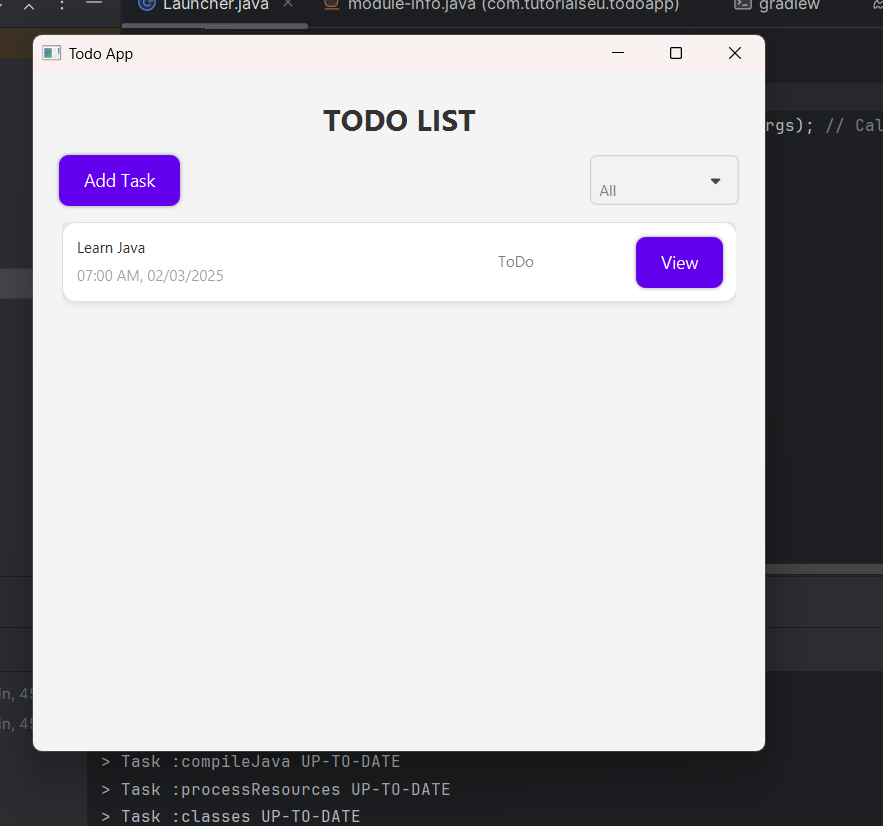 Launcher.java
module-info.java (com.tutorialseu.todoapp)
gradlew
Todo App
TODO LIST
rgs); // Cal
Add Task
All
Learn Java
07:00 AM, 02/03/2025
ToDo
View
in, 45
in, 45
> Task :compileJava UP-TO-DATE
> Task :processResources UP-TO-DATE
> Task :classes UP-TO-DATE